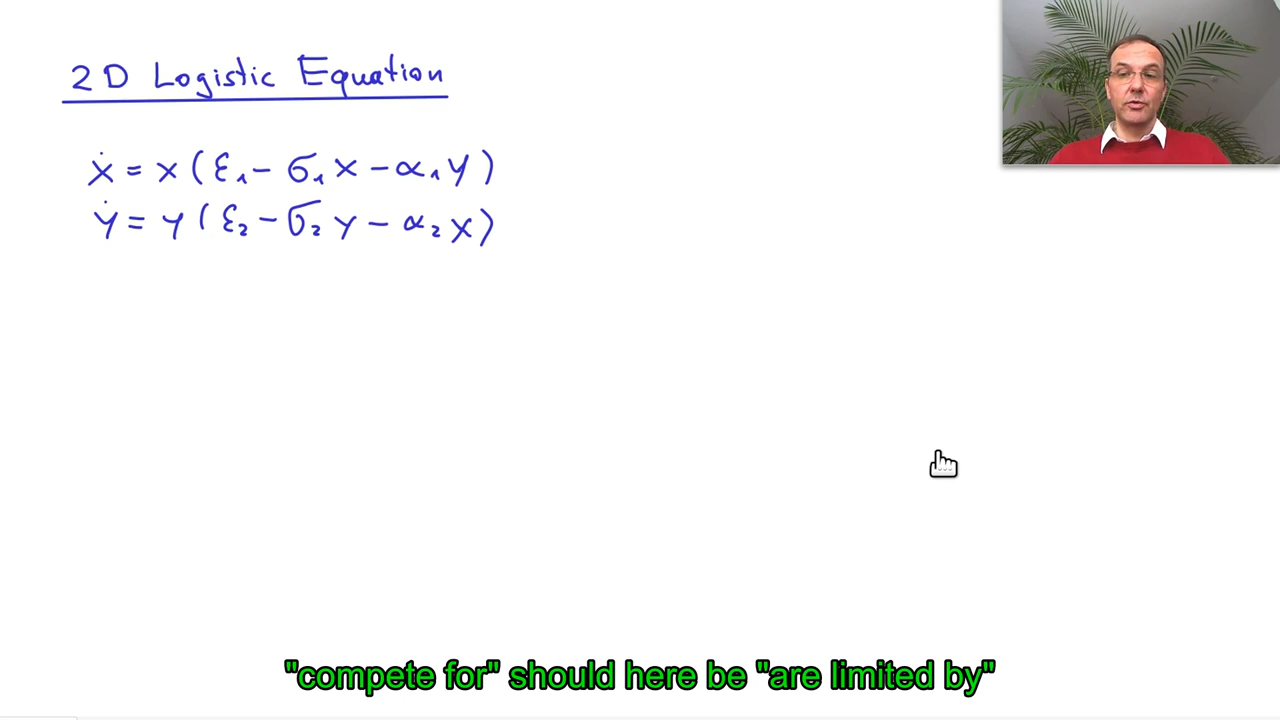 2D Logistic Equation
ẋ = x (ε₁ - σ₁ x - α₁ y)
ẏ = y (ε₂ - σ₂ y - α₂ x)
"compete for" should here be "are limited by"